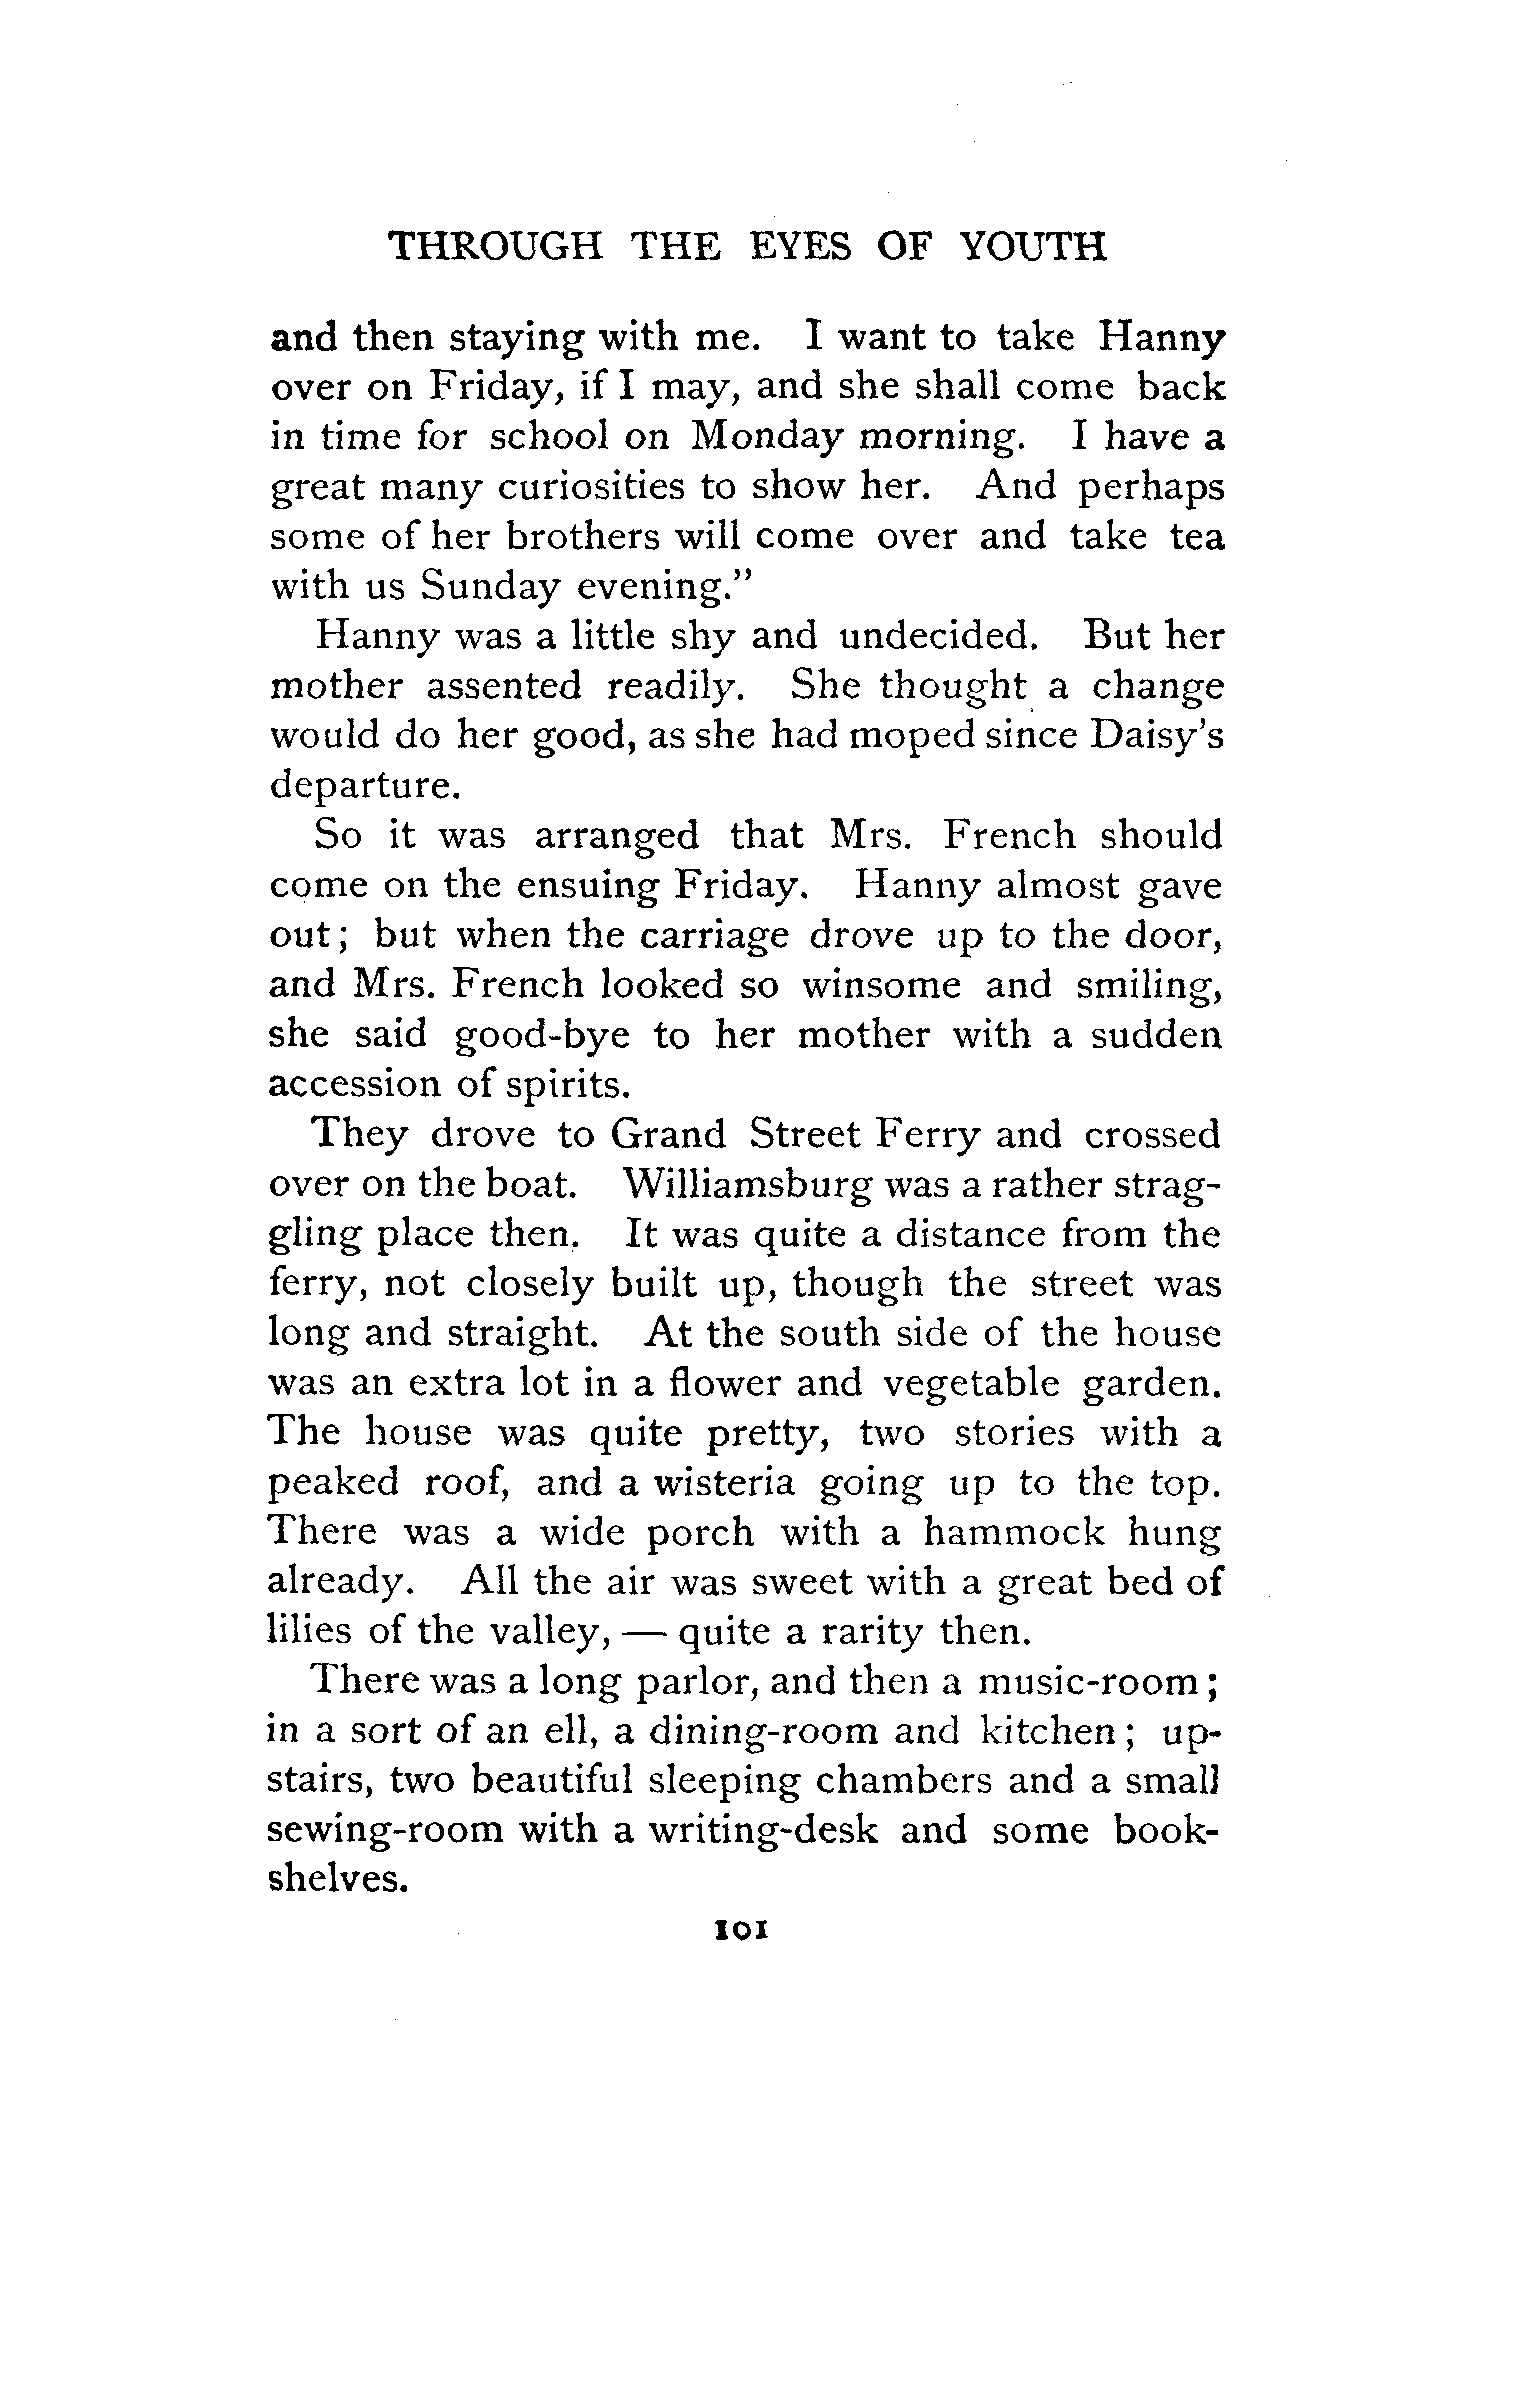 THROUGH THE EYES OF YOUTH
and then staying with me. I want to take Hanny
over on Friday, if I may, and she shall come back
in time for school on Monday morning. I have a
great many curiosities to show her. And perhaps
some of her brothers will come over and take tea
with us Sunday evening.”
Hanny was a little shy and undecided. But her
mother assented readily. She thought a change
would do her good, as she had moped since Daisy’s
departure.
So it was arranged that Mrs. French should
come on the ensuing Friday. Hanny almost gave
out; but when the carriage drove up to the door,
and Mrs. French looked so winsome and smiling,
she said good-bye to her mother with a sudden
accession of spirits.
They drove to Grand Street Ferry and crossed
over on the boat. Williamsburg was a rather strag-
gling place then. It was quite a distance from the
ferry, not closely built up, though the street was
long and straight. At the south side of the house
was an extra lot in a flower and vegetable garden.
The house was quite pretty, two stories with a
peaked roof, and a wisteria going up to the top.
There was a wide porch with a hammock hung
already. All the air was sweet with a great bed of
lilies of the valley, — quite a rarity then.
There was a long parlor, and then a music-room;
in a sort of an ell, a dining-room and kitchen; up-
stairs, two beautiful sleeping chambers and a small
sewing-room with a writing-desk and some book-
shelves.
101